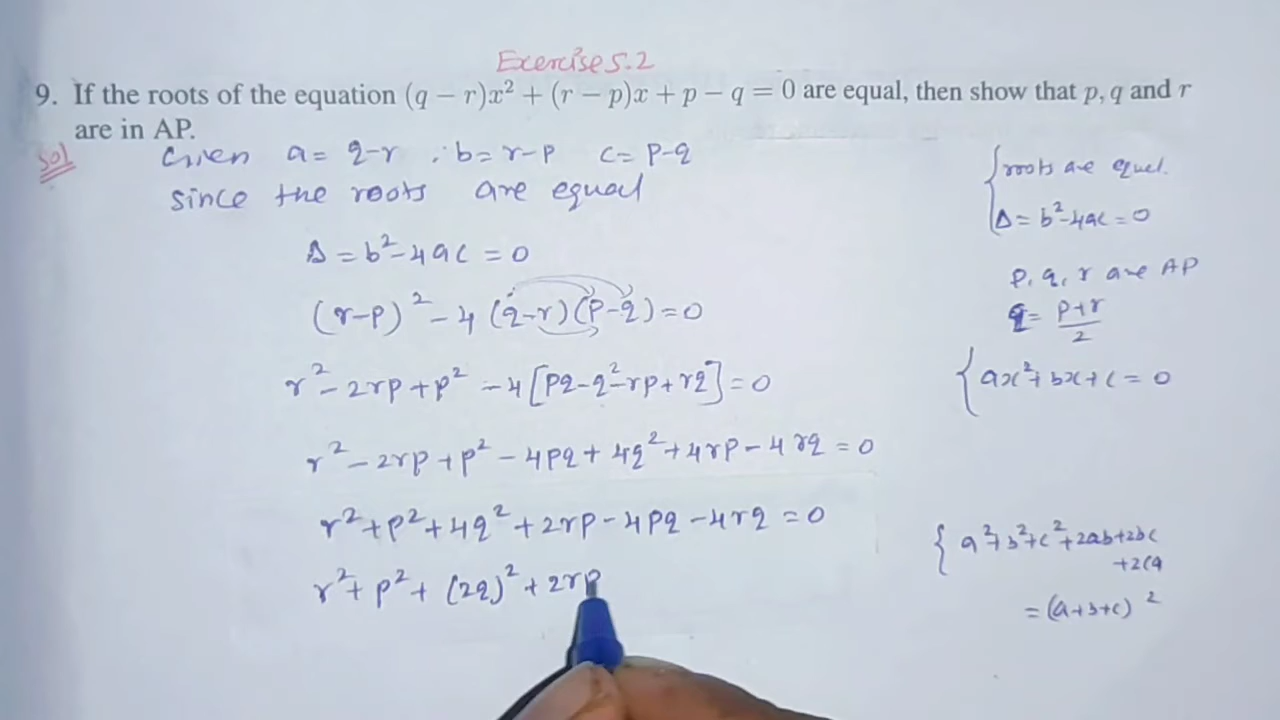 Exercise 5.2
9. If the roots of the equation (q − r)x² + (r − p)x + p − q = 0 are equal, then show that p, q and r
are in AP.
Sol
Given a = q-r , b = r-p c = p-q
since the roots are equal
Δ = b²-4ac = 0
(r-p)² - 4 (q-r)(p-q) = 0
r² - 2rp + p² - 4[pq-q²-rp+rq] = 0
r² - 2rp + p² - 4pq + 4q² + 4rp - 4rq = 0
r² + p² + 4q² + 2rp - 4pq - 4rq = 0
r² + p² + (2q)² + 2rp
{roots are equal.
Δ = b²-4ac = 0
p, q, r are AP
q = p+r/2
{ax²+bx+c = 0
{a²+b²+c²+2ab+2bc
+2ca
= (a+b+c)²